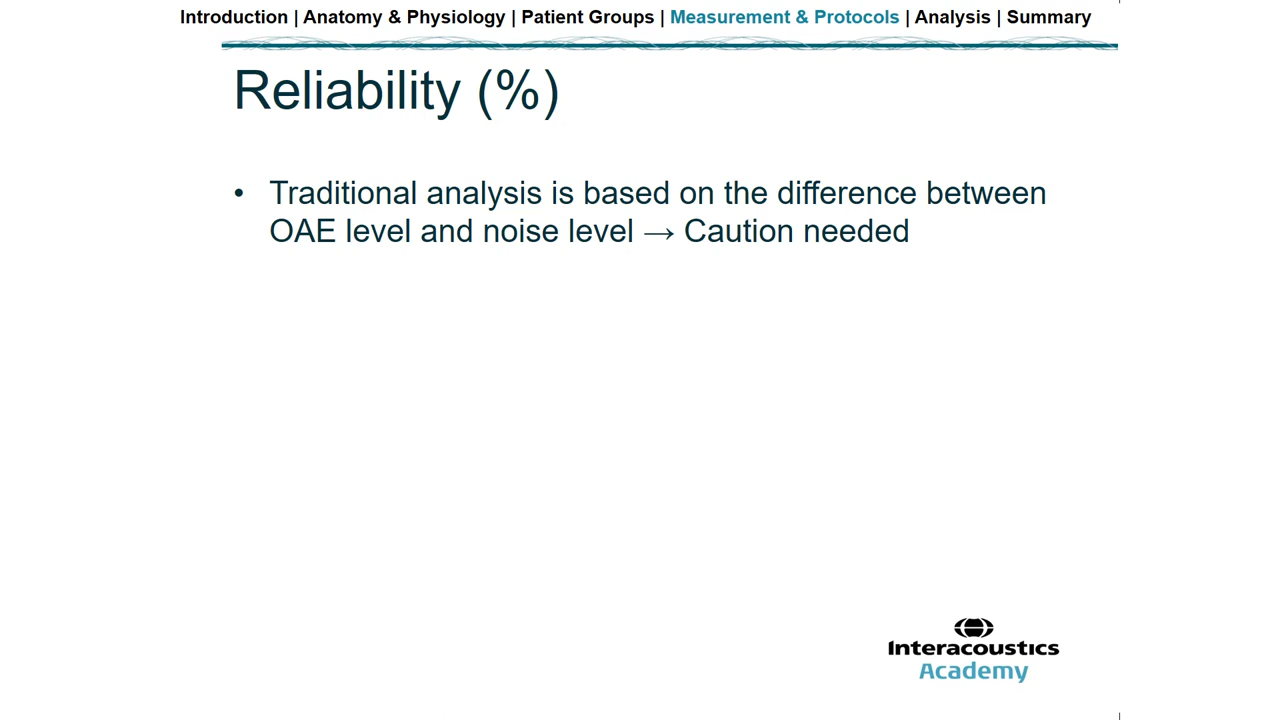 Introduction | Anatomy & Physiology | Patient Groups | Measurement & Protocols | Analysis | Summary
Reliability (%)
• Traditional analysis is based on the difference between
OAE level and noise level → Caution needed
Interacoustics
Academy